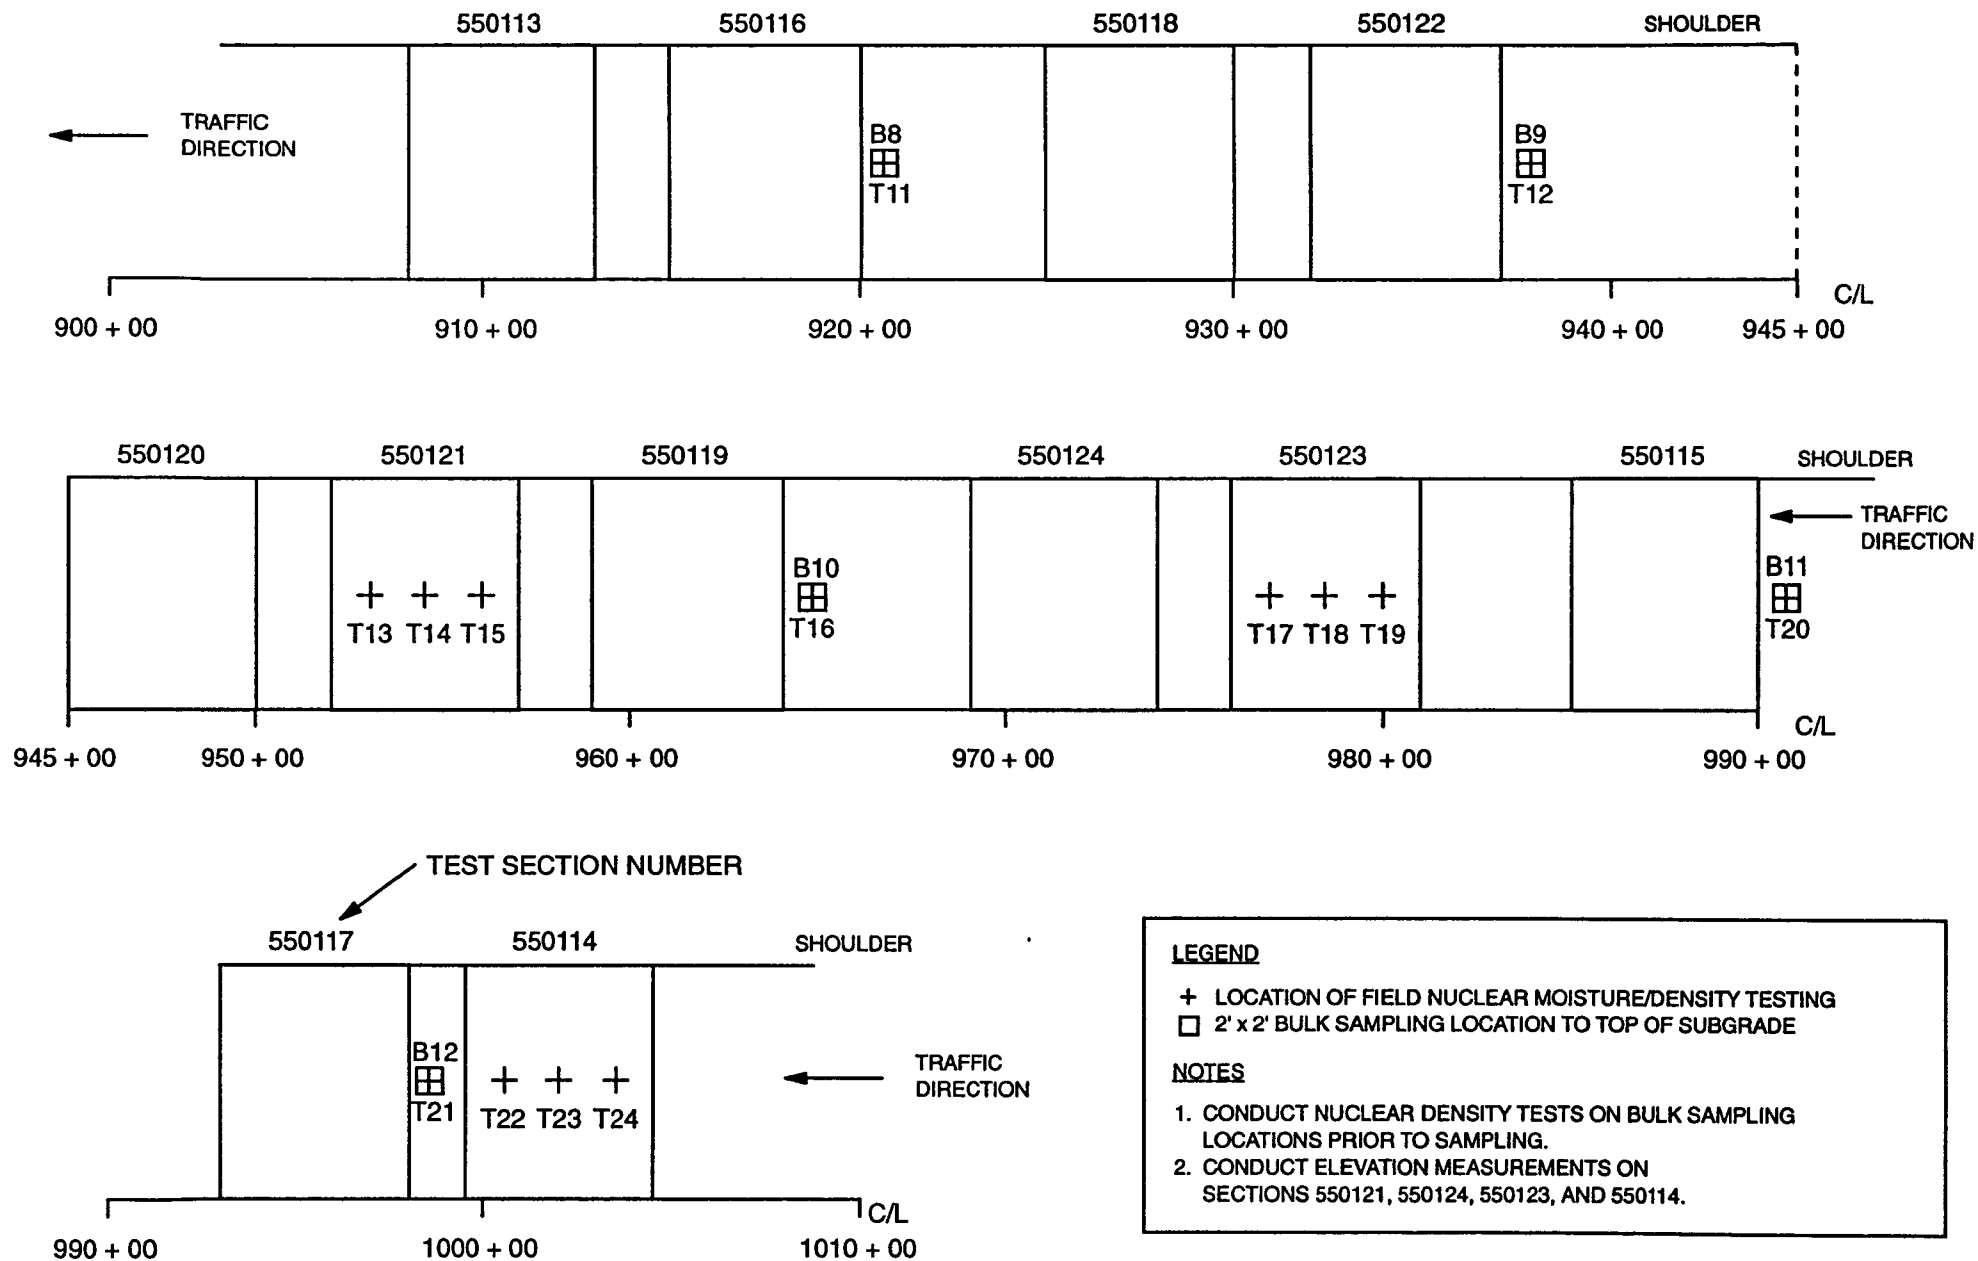 550113 550116 550118 550122 SHOULDER
TRAFFIC
DIRECTION
B8 B9
T11 T12
C/L
900 + 00 910 + 00 920 + 00 930 + 00 940 + 00 945 + 00
550120 550121 550119 550124 550123 550115 SHOULDER
TRAFFIC
DIRECTION
B10 B11
T13 T14 T15 T16 T17 T18 T19 T20
C/L
945 + 00 950 + 00 960 + 00 970 + 00 980 + 00 990 + 00
TEST SECTION NUMBER
550117 550114 SHOULDER
B12
TRAFFIC
DIRECTION
T21 T22 T23 T24
C/L
990 + 00 1000 + 00 1010 + 00
LEGEND
+ LOCATION OF FIELD NUCLEAR MOISTURE/DENSITY TESTING
2' x 2' BULK SAMPLING LOCATION TO TOP OF SUBGRADE
NOTES
1. CONDUCT NUCLEAR DENSITY TESTS ON BULK SAMPLING
LOCATIONS PRIOR TO SAMPLING.
2. CONDUCT ELEVATION MEASUREMENTS ON
SECTIONS 550121, 550124, 550123, AND 550114.